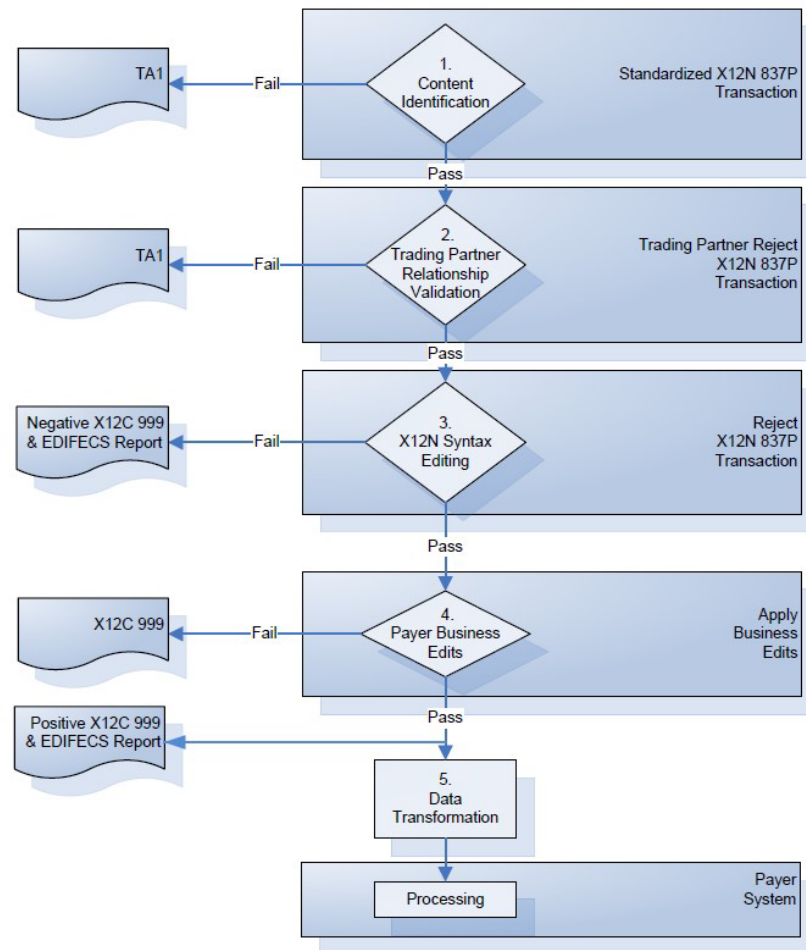 TA1
Fail
1.
Content
Identification
Standardized X12N 837P
Transaction
Pass
TA1
Fail
2.
Trading Partner
Relationship
Validation
Trading Partner Reject
X12N 837P
Transaction
Pass
Negative X12C 999
& EDIFECS Report
Fail
3.
X12N Syntax
Editing
Reject
X12N 837P
Transaction
Pass
X12C 999
Fail
4.
Payer Business
Edits
Apply
Business
Edits
Pass
Positive X12C 999
& EDIFECS Report
5.
Data
Transformation
Processing
Payer
System